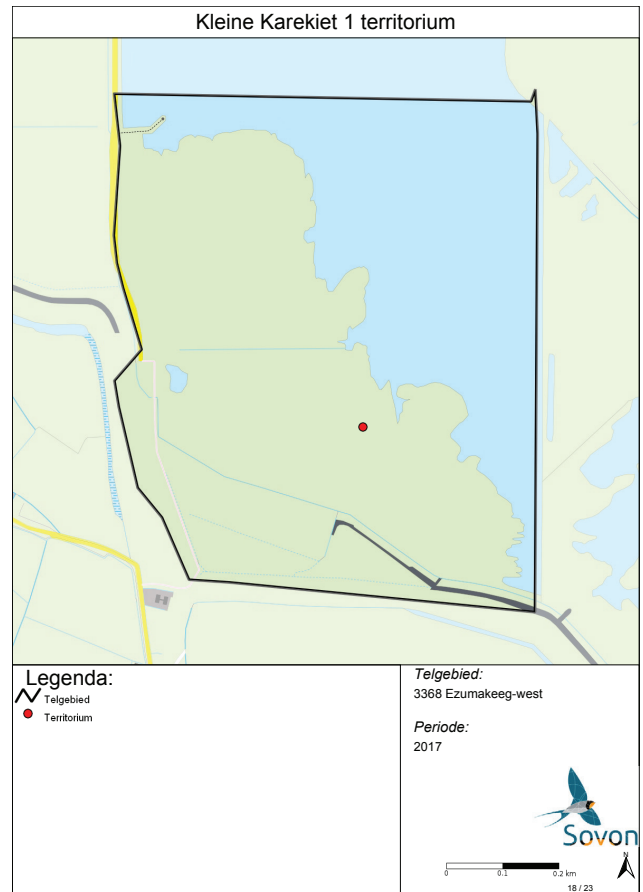 Kleine Karekiet 1 territorium
Legenda:
Telgebied
Territorium
Telgebied:
3368 Ezumakeeg-west
Periode:
2017
Sovon
N
0 0.1 0.2 km
18 / 23